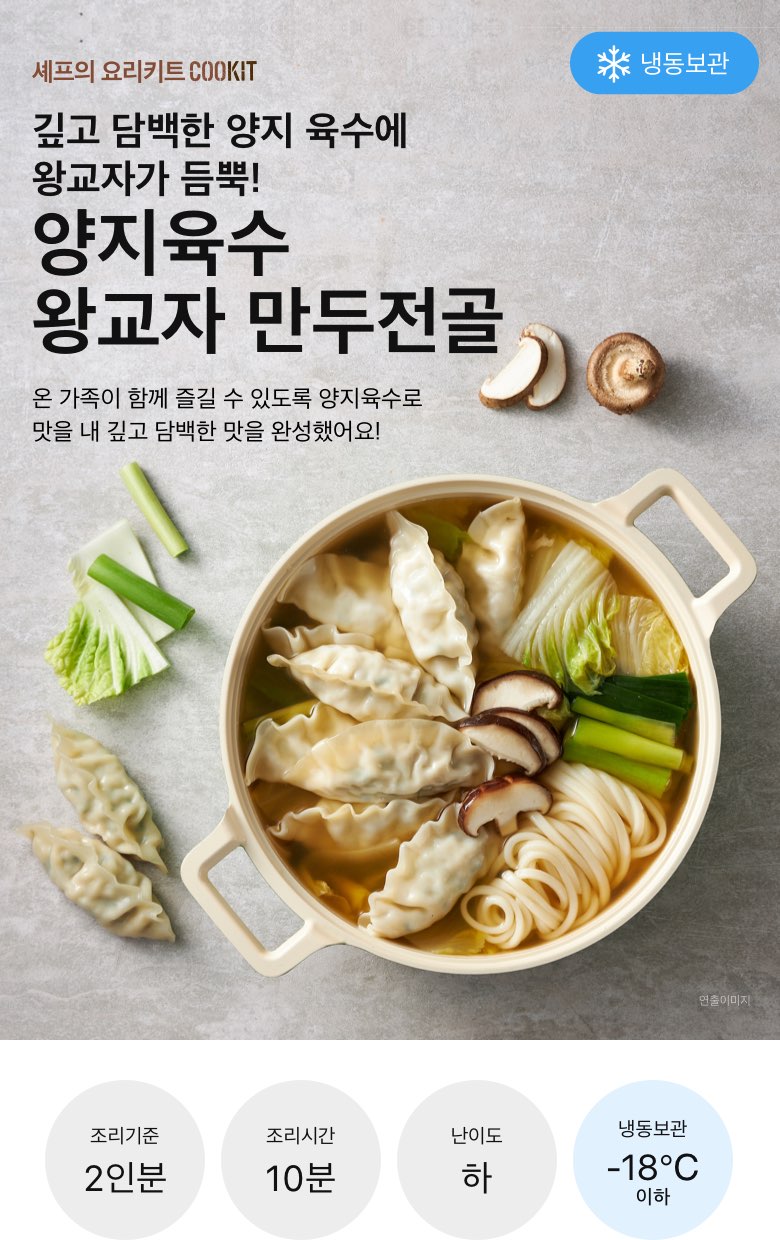 셰프의 요리키트 COOKIT
냉동보관
깊고 담백한 양지 육수에
왕교자가 듬뿍!
양지육수
왕교자 만두전골
온 가족이 함께 즐길 수 있도록 양지육수로
맛을 내 깊고 담백한 맛을 완성했어요!
연출이미지
조리기준
2인분
조리시간
10분
난이도
하
냉동보관
-18°C
이하